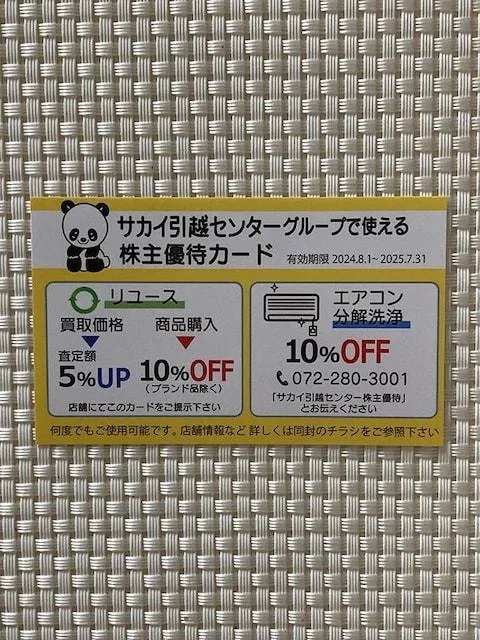 サカイ引越センターグループで使える
株主優待カード 有効期限 2024.8.1~2025.7.31
リユース
買取価格 商品購入
査定額
5%UP 10%OFF
(ブランド品除く)
店舗にてこのカードをご提示下さい
エアコン
分解洗浄
10%OFF
072-280-3001
「サカイ引越センター株主優待」
とお伝えください
何度でもご使用可能です。店舗情報など 詳しくは同封のチラシをご参照下さい